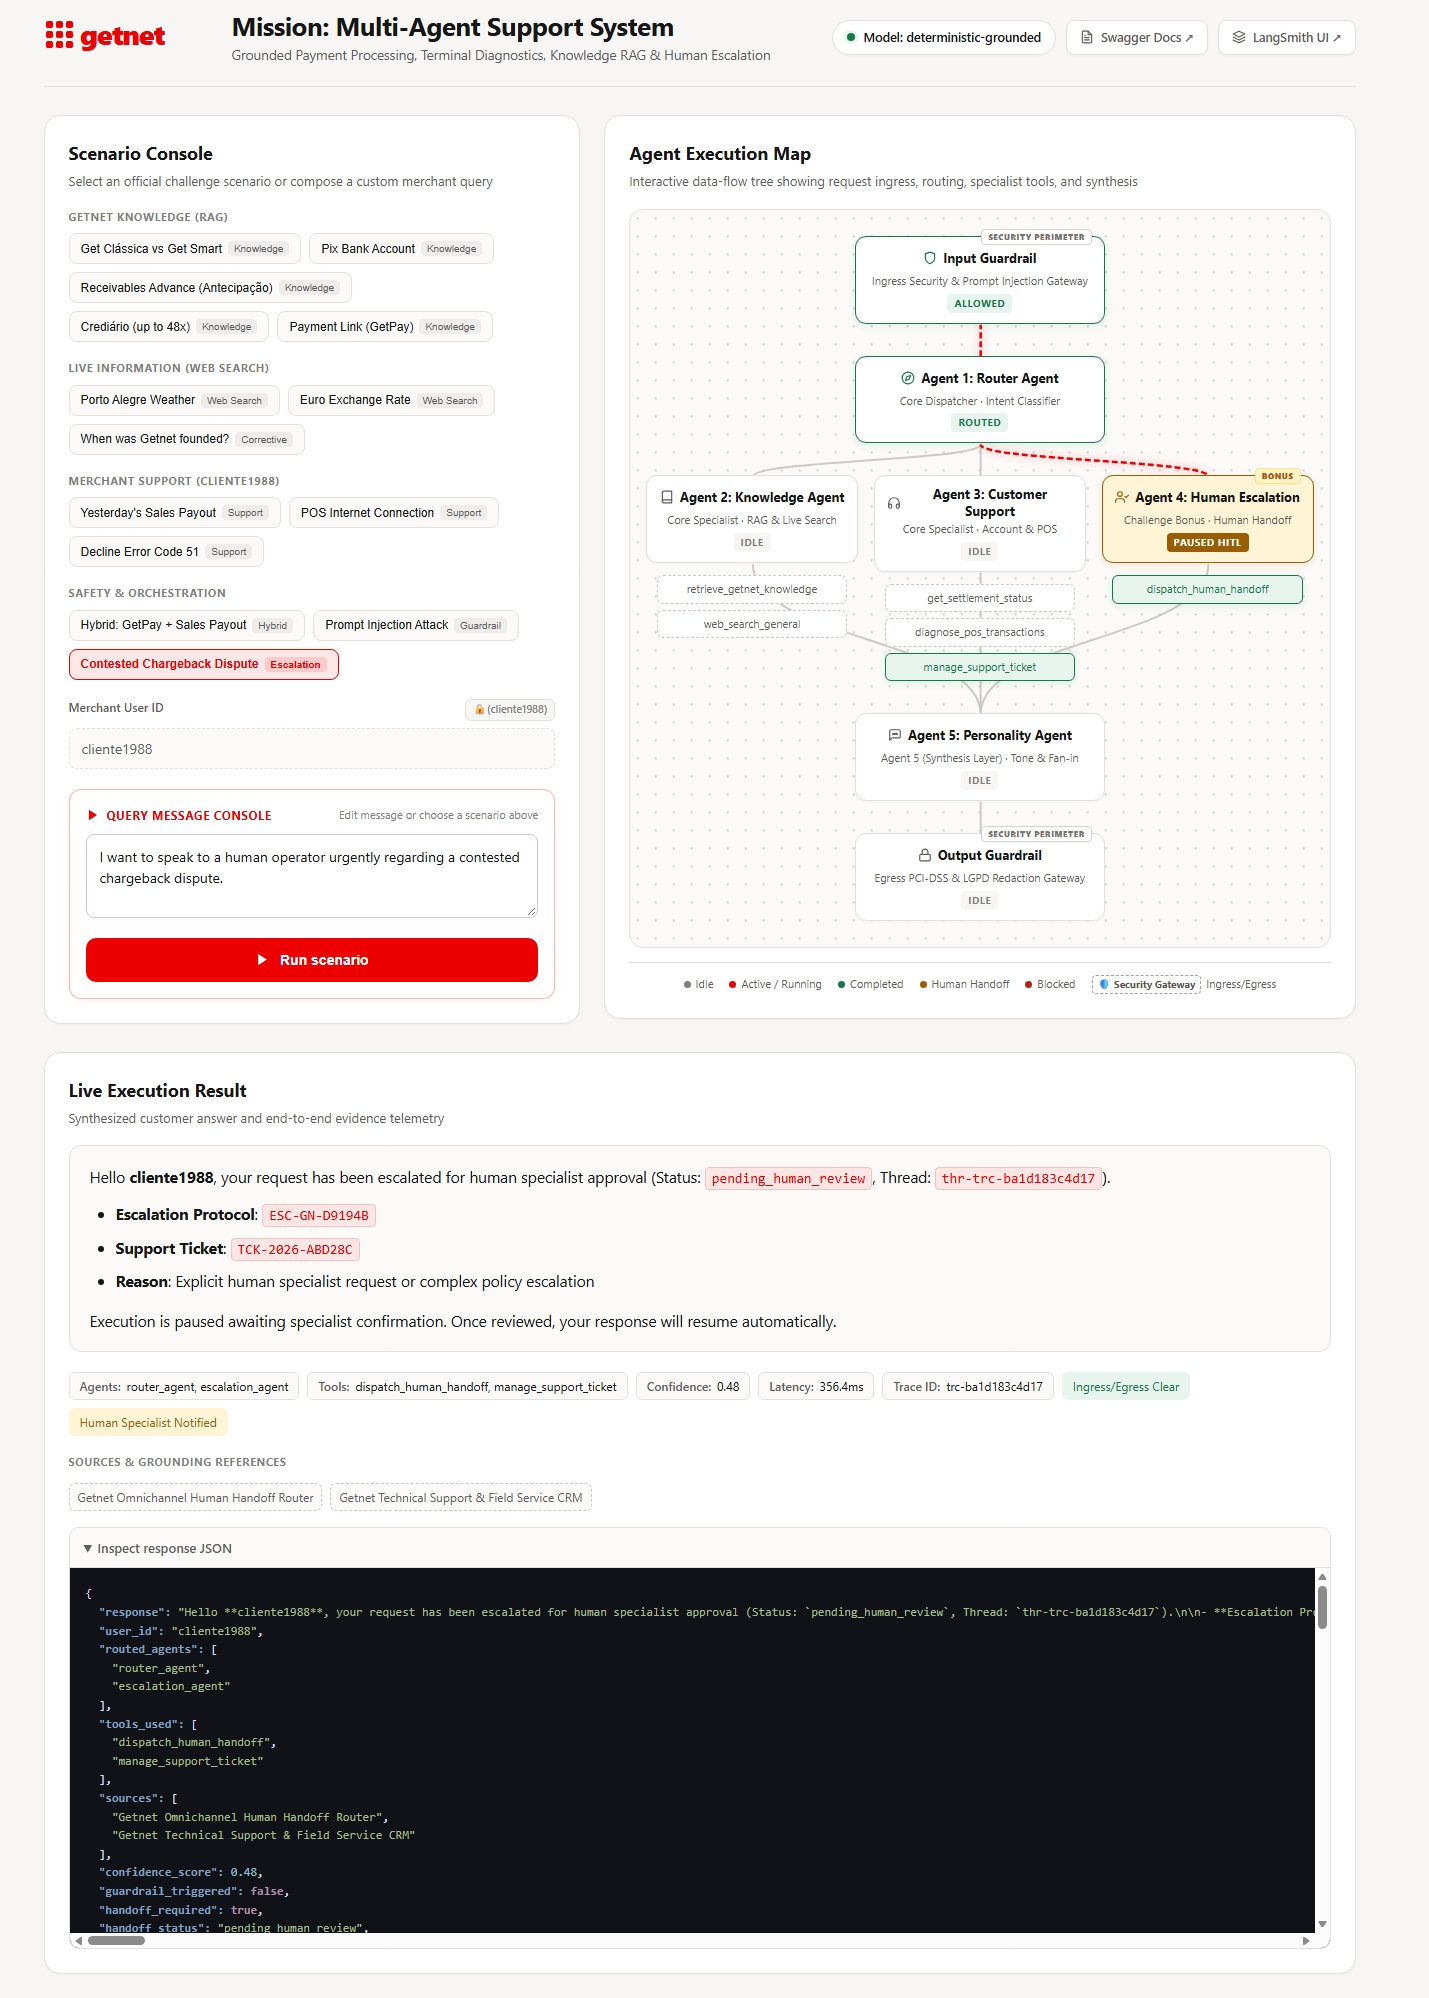 getnet
Mission: Multi-Agent Support System
Grounded Payment Processing, Terminal Diagnostics, Knowledge RAG & Human Escalation
Model: deterministic-grounded
Swagger Docs ↗
LangSmith UI ↗
Scenario Console
Select an official challenge scenario or compose a custom merchant query
GETNET KNOWLEDGE (RAG)
Get Clássica vs Get Smart Knowledge
Pix Bank Account Knowledge
Receivables Advance (Antecipação) Knowledge
Crediário (up to 48x) Knowledge
Payment Link (GetPay) Knowledge
LIVE INFORMATION (WEB SEARCH)
Porto Alegre Weather Web Search
Euro Exchange Rate Web Search
When was Getnet founded? Corrective
MERCHANT SUPPORT (CLIENTE1988)
Yesterday's Sales Payout Support
POS Internet Connection Support
Decline Error Code 51 Support
SAFETY & ORCHESTRATION
Hybrid: GetPay + Sales Payout Hybrid
Prompt Injection Attack Guardrail
Contested Chargeback Dispute Escalation
Merchant User ID
(cliente1988)
cliente1988
QUERY MESSAGE CONSOLE
Edit message or choose a scenario above
I want to speak to a human operator urgently regarding a contested
chargeback dispute.
Run scenario
Agent Execution Map
Interactive data-flow tree showing request ingress, routing, specialist tools, and synthesis
SECURITY PERIMETER
Input Guardrail
Ingress Security & Prompt Injection Gateway
ALLOWED
Agent 1: Router Agent
Core Dispatcher · Intent Classifier
ROUTED
Agent 2: Knowledge Agent
Core Specialist · RAG & Live Search
IDLE
retrieve_getnet_knowledge
web_search_general
Agent 3: Customer
Support
Core Specialist · Account & POS
IDLE
get_settlement_status
diagnose_pos_transactions
manage_support_ticket
BONUS
Agent 4: Human Escalation
Challenge Bonus · Human Handoff
PAUSED HITL
dispatch_human_handoff
Agent 5: Personality Agent
Agent 5 (Synthesis Layer) · Tone & Fan-in
IDLE
SECURITY PERIMETER
Output Guardrail
Egress PCI-DSS & LGPD Redaction Gateway
IDLE
Idle
Active / Running
Completed
Human Handoff
Blocked
Security Gateway
Ingress/Egress
Live Execution Result
Synthesized customer answer and end-to-end evidence telemetry
Hello cliente1988, your request has been escalated for human specialist approval (Status: pending_human_review, Thread: thr-trc-ba1d183c4d17).
• Escalation Protocol: ESC-GN-D9194B
• Support Ticket: TCK-2026-ABD28C
• Reason: Explicit human specialist request or complex policy escalation
Execution is paused awaiting specialist confirmation. Once reviewed, your response will resume automatically.
Agents: router_agent, escalation_agent
Tools: dispatch_human_handoff, manage_support_ticket
Confidence: 0.48
Latency: 356.4ms
Trace ID: trc-ba1d183c4d17
Ingress/Egress Clear
Human Specialist Notified
SOURCES & GROUNDING REFERENCES
Getnet Omnichannel Human Handoff Router
Getnet Technical Support & Field Service CRM
▼ Inspect response JSON
{
"response": "Hello **cliente1988**, your request has been escalated for human specialist approval (Status: `pending_human_review`, Thread: `thr-trc-ba1d183c4d17`).\n\n- **Escalation Pro
"user_id": "cliente1988",
"routed_agents": [
"router_agent",
"escalation_agent"
],
"tools_used": [
"dispatch_human_handoff",
"manage_support_ticket"
],
"sources": [
"Getnet Omnichannel Human Handoff Router",
"Getnet Technical Support & Field Service CRM"
],
"confidence_score": 0.48,
"guardrail_triggered": false,
"handoff_required": true,
"handoff_status": "pending_human_review",